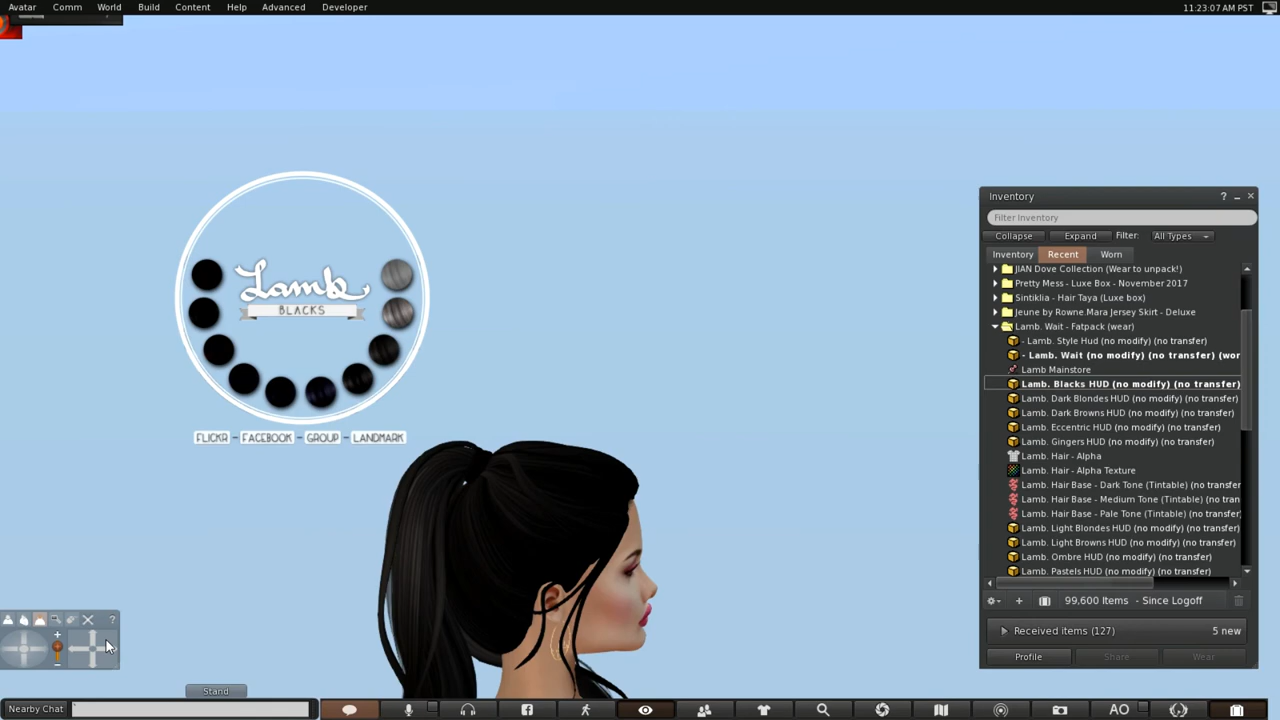 Avatar Comm World Build Content Help Advanced Developer 11:23:07 AM PST
Lamb
BLACKS
FLICKR - FACEBOOK - GROUP - LANDMARK
Inventory ?
Filter Inventory
Collapse Expand Filter: All Types
Inventory Recent Worn
JIAN Dove Collection (Wear to unpack!)
Pretty Mess - Luxe Box - November 2017
Sintiklia - Hair Taya (Luxe box)
Jeune by Rowne.Mara Jersey Skirt - Deluxe
Lamb. Wait - Fatpack (wear)
- Lamb. Style Hud (no modify) (no transfer)
- Lamb. Wait (no modify) (no transfer) (wor
Lamb Mainstore
Lamb. Blacks HUD (no modify) (no transfer)
Lamb. Dark Blondes HUD (no modify) (no transfer)
Lamb. Dark Browns HUD (no modify) (no transfer)
Lamb. Eccentric HUD (no modify) (no transfer)
Lamb. Gingers HUD (no modify) (no transfer)
Lamb. Hair - Alpha
Lamb. Hair - Alpha Texture
Lamb. Hair Base - Dark Tone (Tintable) (no transfer
Lamb. Hair Base - Medium Tone (Tintable) (no tran
Lamb. Hair Base - Pale Tone (Tintable) (no transfer)
Lamb. Light Blondes HUD (no modify) (no transfer)
Lamb. Light Browns HUD (no modify) (no transfer)
Lamb. Ombre HUD (no modify) (no transfer)
Lamb. Pastels HUD (no modify) (no transfer)
99,600 Items - Since Logoff
Received items (127) 5 new
Profile Share Wear
?
Stand
Nearby Chat
AO